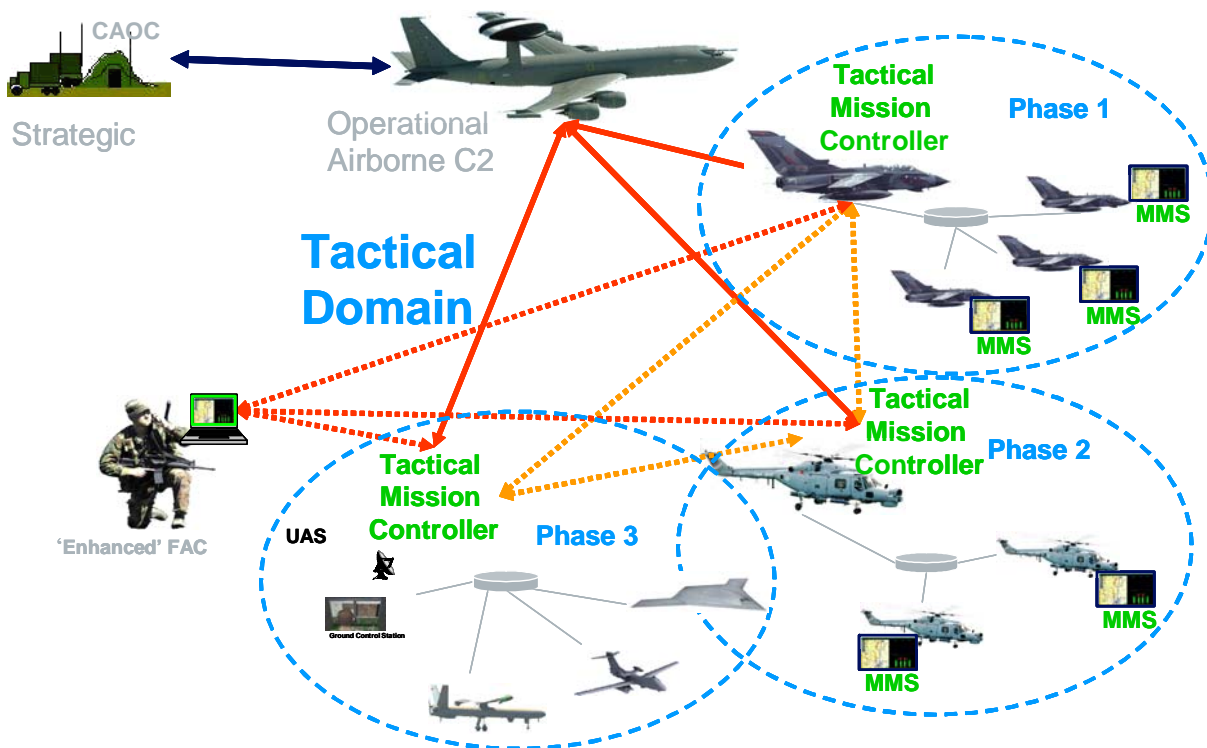 CAOC
Strategic
Operational
Airborne C2
Tactical
Mission
Controller
Phase 1
MMS
MMS
MMS
Tactical
Domain
'Enhanced' FAC
Tactical
Mission
Controller
Phase 2
MMS
MMS
Tactical
Mission
Controller
UAS
Phase 3
Ground Control Station